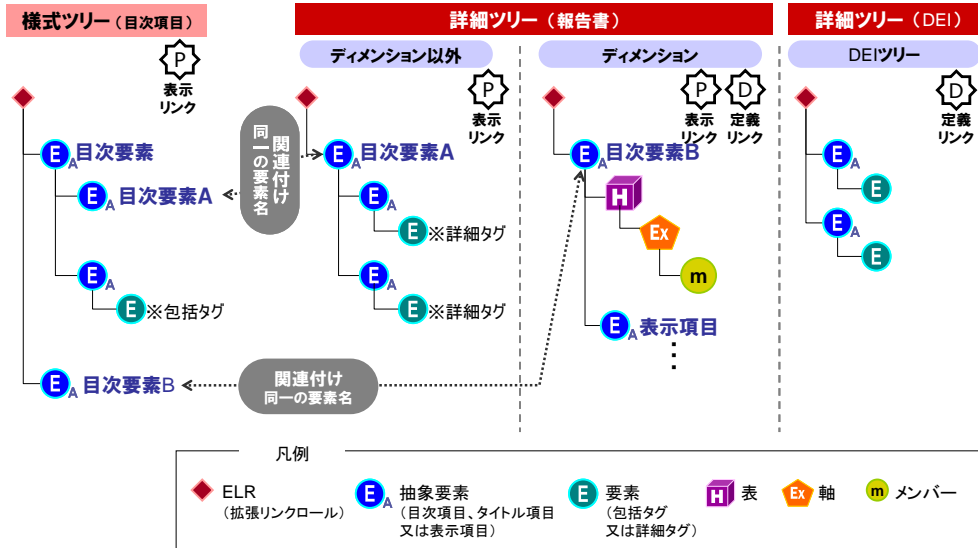 様式ツリー（目次項目）
詳細ツリー（報告書）
詳細ツリー（DEI）
ディメンション以外
ディメンション
DEIツリー
P
表示
リンク
P
表示
リンク
P
表示
リンク
D
定義
リンク
D
定義
リンク
関連付け
同一の要素名
E A 目次要素
E A 目次要素A
E A
E ※包括タグ
E A 目次要素B
E A 目次要素A
E A
E ※詳細タグ
E A
E ※詳細タグ
E A 目次要素B
H
Ex
m
E A 表示項目
E A
E
E A
E
関連付け
同一の要素名
凡例
ELR
（拡張リンクロール）
E A 抽象要素
（目次項目、タイトル項目
又は表示項目）
E 要素
（包括タグ
又は詳細タグ）
H 表
Ex 軸
m メンバー